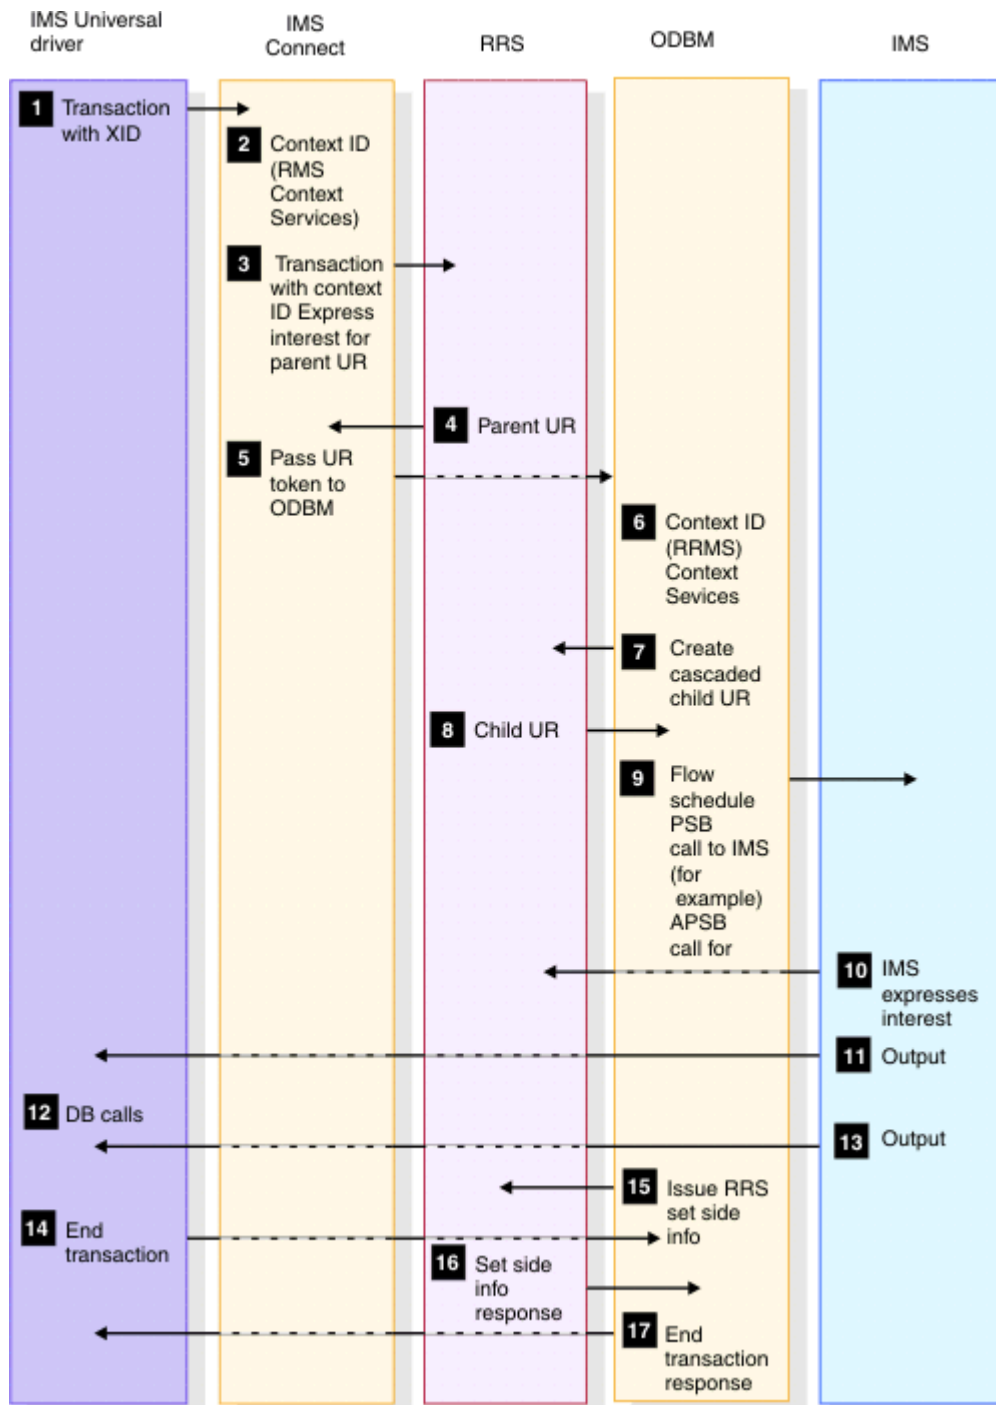 IMS Universal
driver
IMS
Connect
RRS
ODBM
IMS
1 Transaction
with XID
2 Context ID
(RMS
Context
Services)
3 Transaction
with context
ID Express
interest for
parent UR
4 Parent UR
5 Pass UR
token to
ODBM
6 Context ID
(RRMS)
Context
Sevices
7 Create
cascaded
child UR
8 Child UR
9 Flow
schedule
PSB
call to IMS
(for
example)
APSB
call for
10 IMS
expresses
interest
11 Output
12 DB calls
13 Output
14 End
transaction
15 Issue RRS
set side
info
16 Set side
info
response
17 End
transaction
response